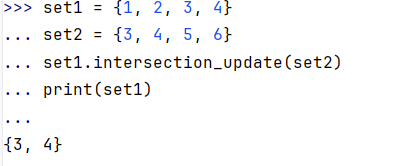 >>> set1 = {1, 2, 3, 4}
... set2 = {3, 4, 5, 6}
... set1.intersection_update(set2)
... print(set1)
...
{3, 4}